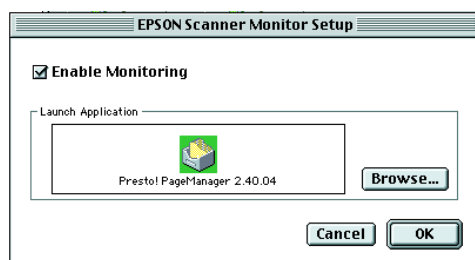 EPSON Scanner Monitor Setup
Enable Monitoring
Launch Application
Presto! PageManager 2.40.04
Browse...
Cancel
OK